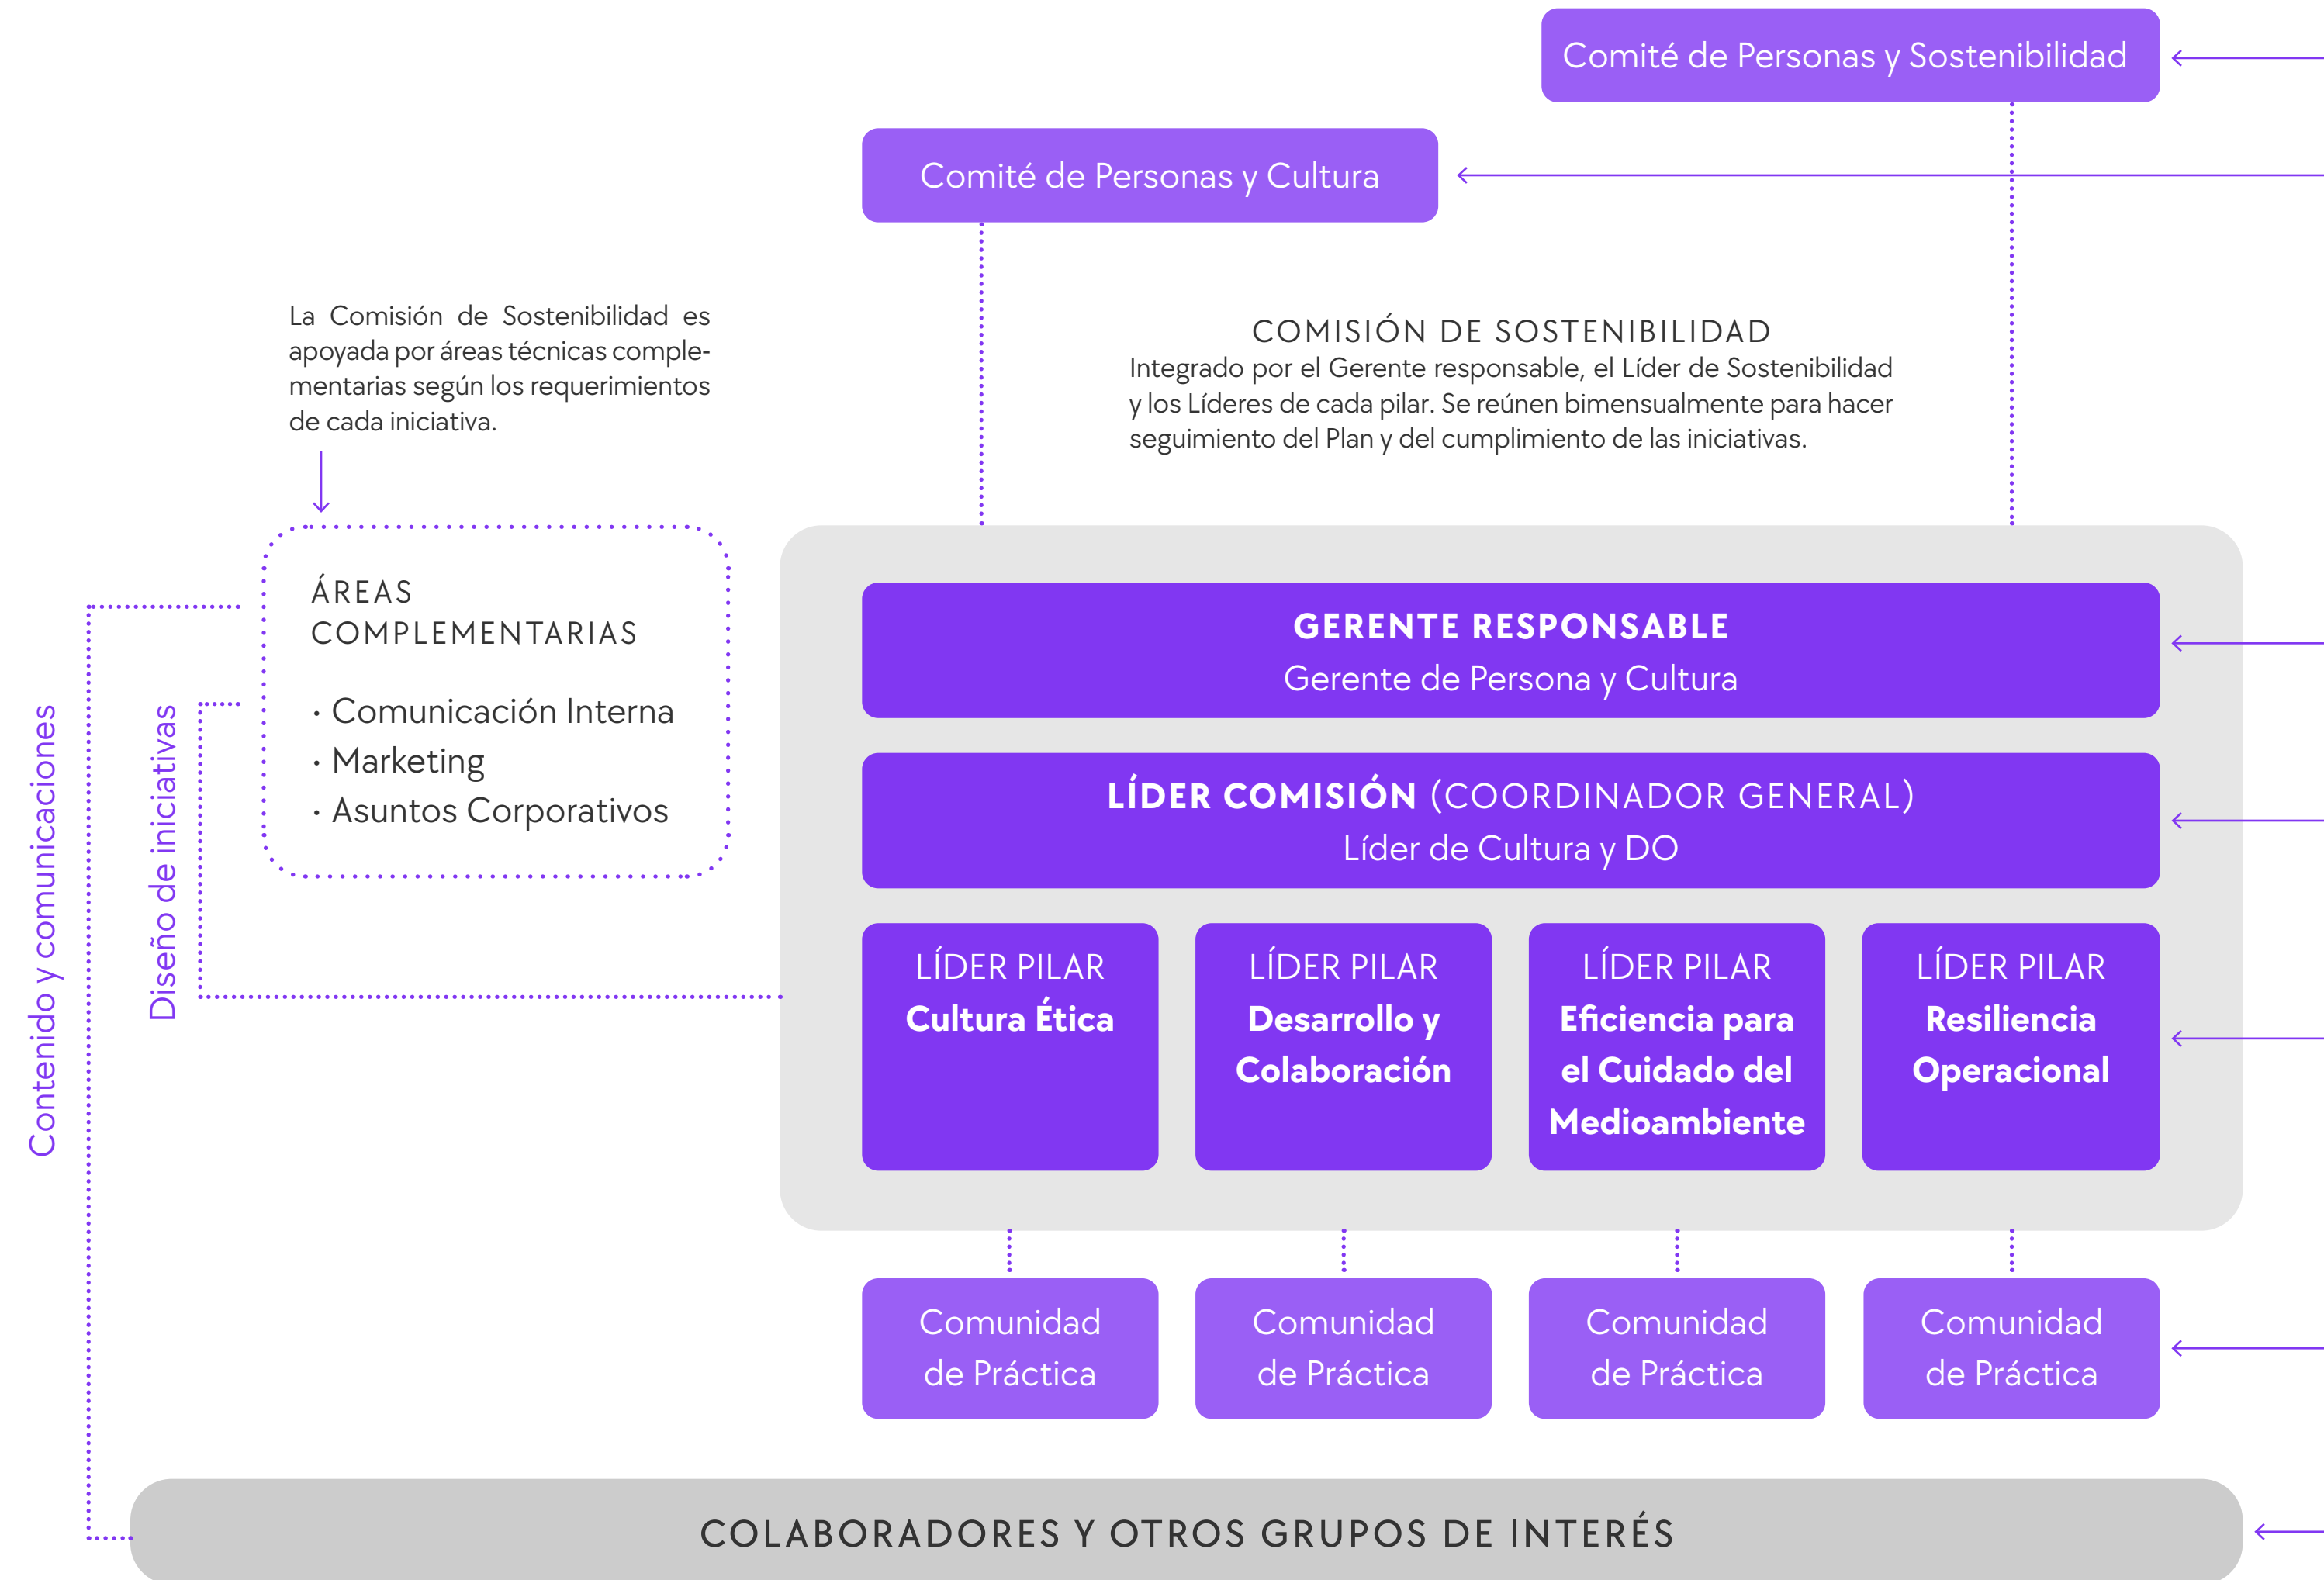 Comité de Personas y Sostenibilidad
Comité de Personas y Cultura
La Comisión de Sostenibilidad es
apoyada por áreas técnicas comple-
mentarias según los requerimientos
de cada iniciativa.
COMISIÓN DE SOSTENIBILIDAD
Integrado por el Gerente responsable, el Líder de Sostenibilidad
y los Líderes de cada pilar. Se reúnen bimensualmente para hacer
seguimiento del Plan y del cumplimiento de las iniciativas.
ÁREAS
COMPLEMENTARIAS
· Comunicación Interna
· Marketing
· Asuntos Corporativos
Contenido y comunicaciones
Diseño de iniciativas
GERENTE RESPONSABLE
Gerente de Persona y Cultura
LÍDER COMISIÓN (COORDINADOR GENERAL)
Líder de Cultura y DO
LÍDER PILAR
Cultura Ética
LÍDER PILAR
Desarrollo y
Colaboración
LÍDER PILAR
Eficiencia para
el Cuidado del
Medioambiente
LÍDER PILAR
Resiliencia
Operacional
Comunidad
de Práctica
Comunidad
de Práctica
Comunidad
de Práctica
Comunidad
de Práctica
COLABORADORES Y OTROS GRUPOS DE INTERÉS